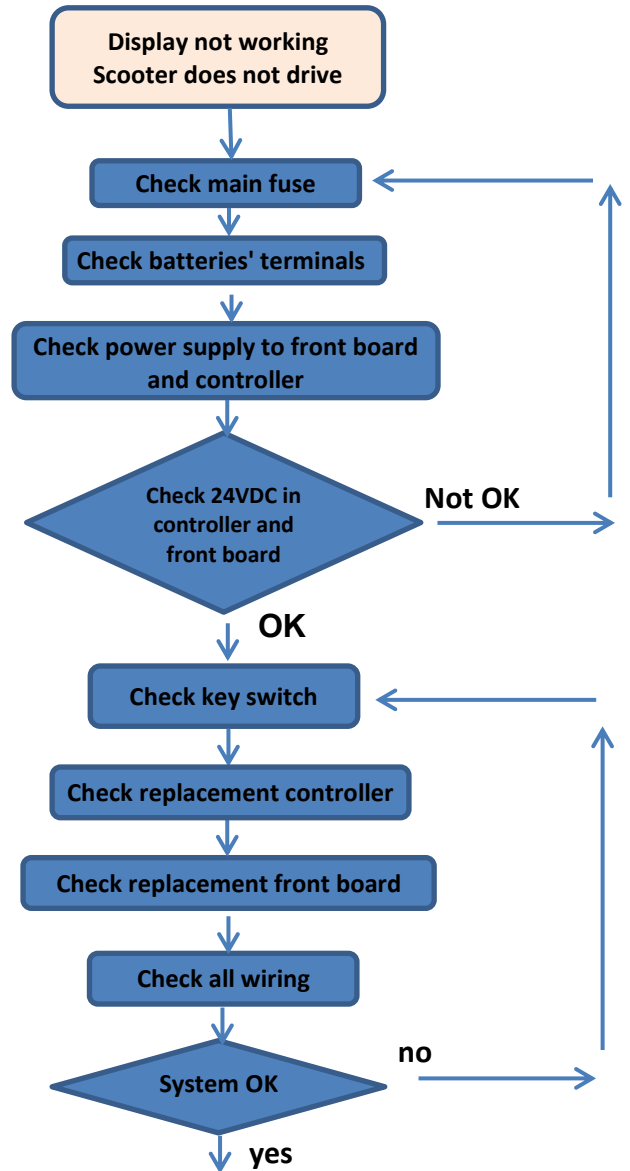 Display not working
Scooter does not drive
Check main fuse
Check batteries' terminals
Check power supply to front board
and controller
Check 24VDC in
controller and
front board
Not OK
OK
Check key switch
Check replacement controller
Check replacement front board
Check all wiring
System OK
no
yes